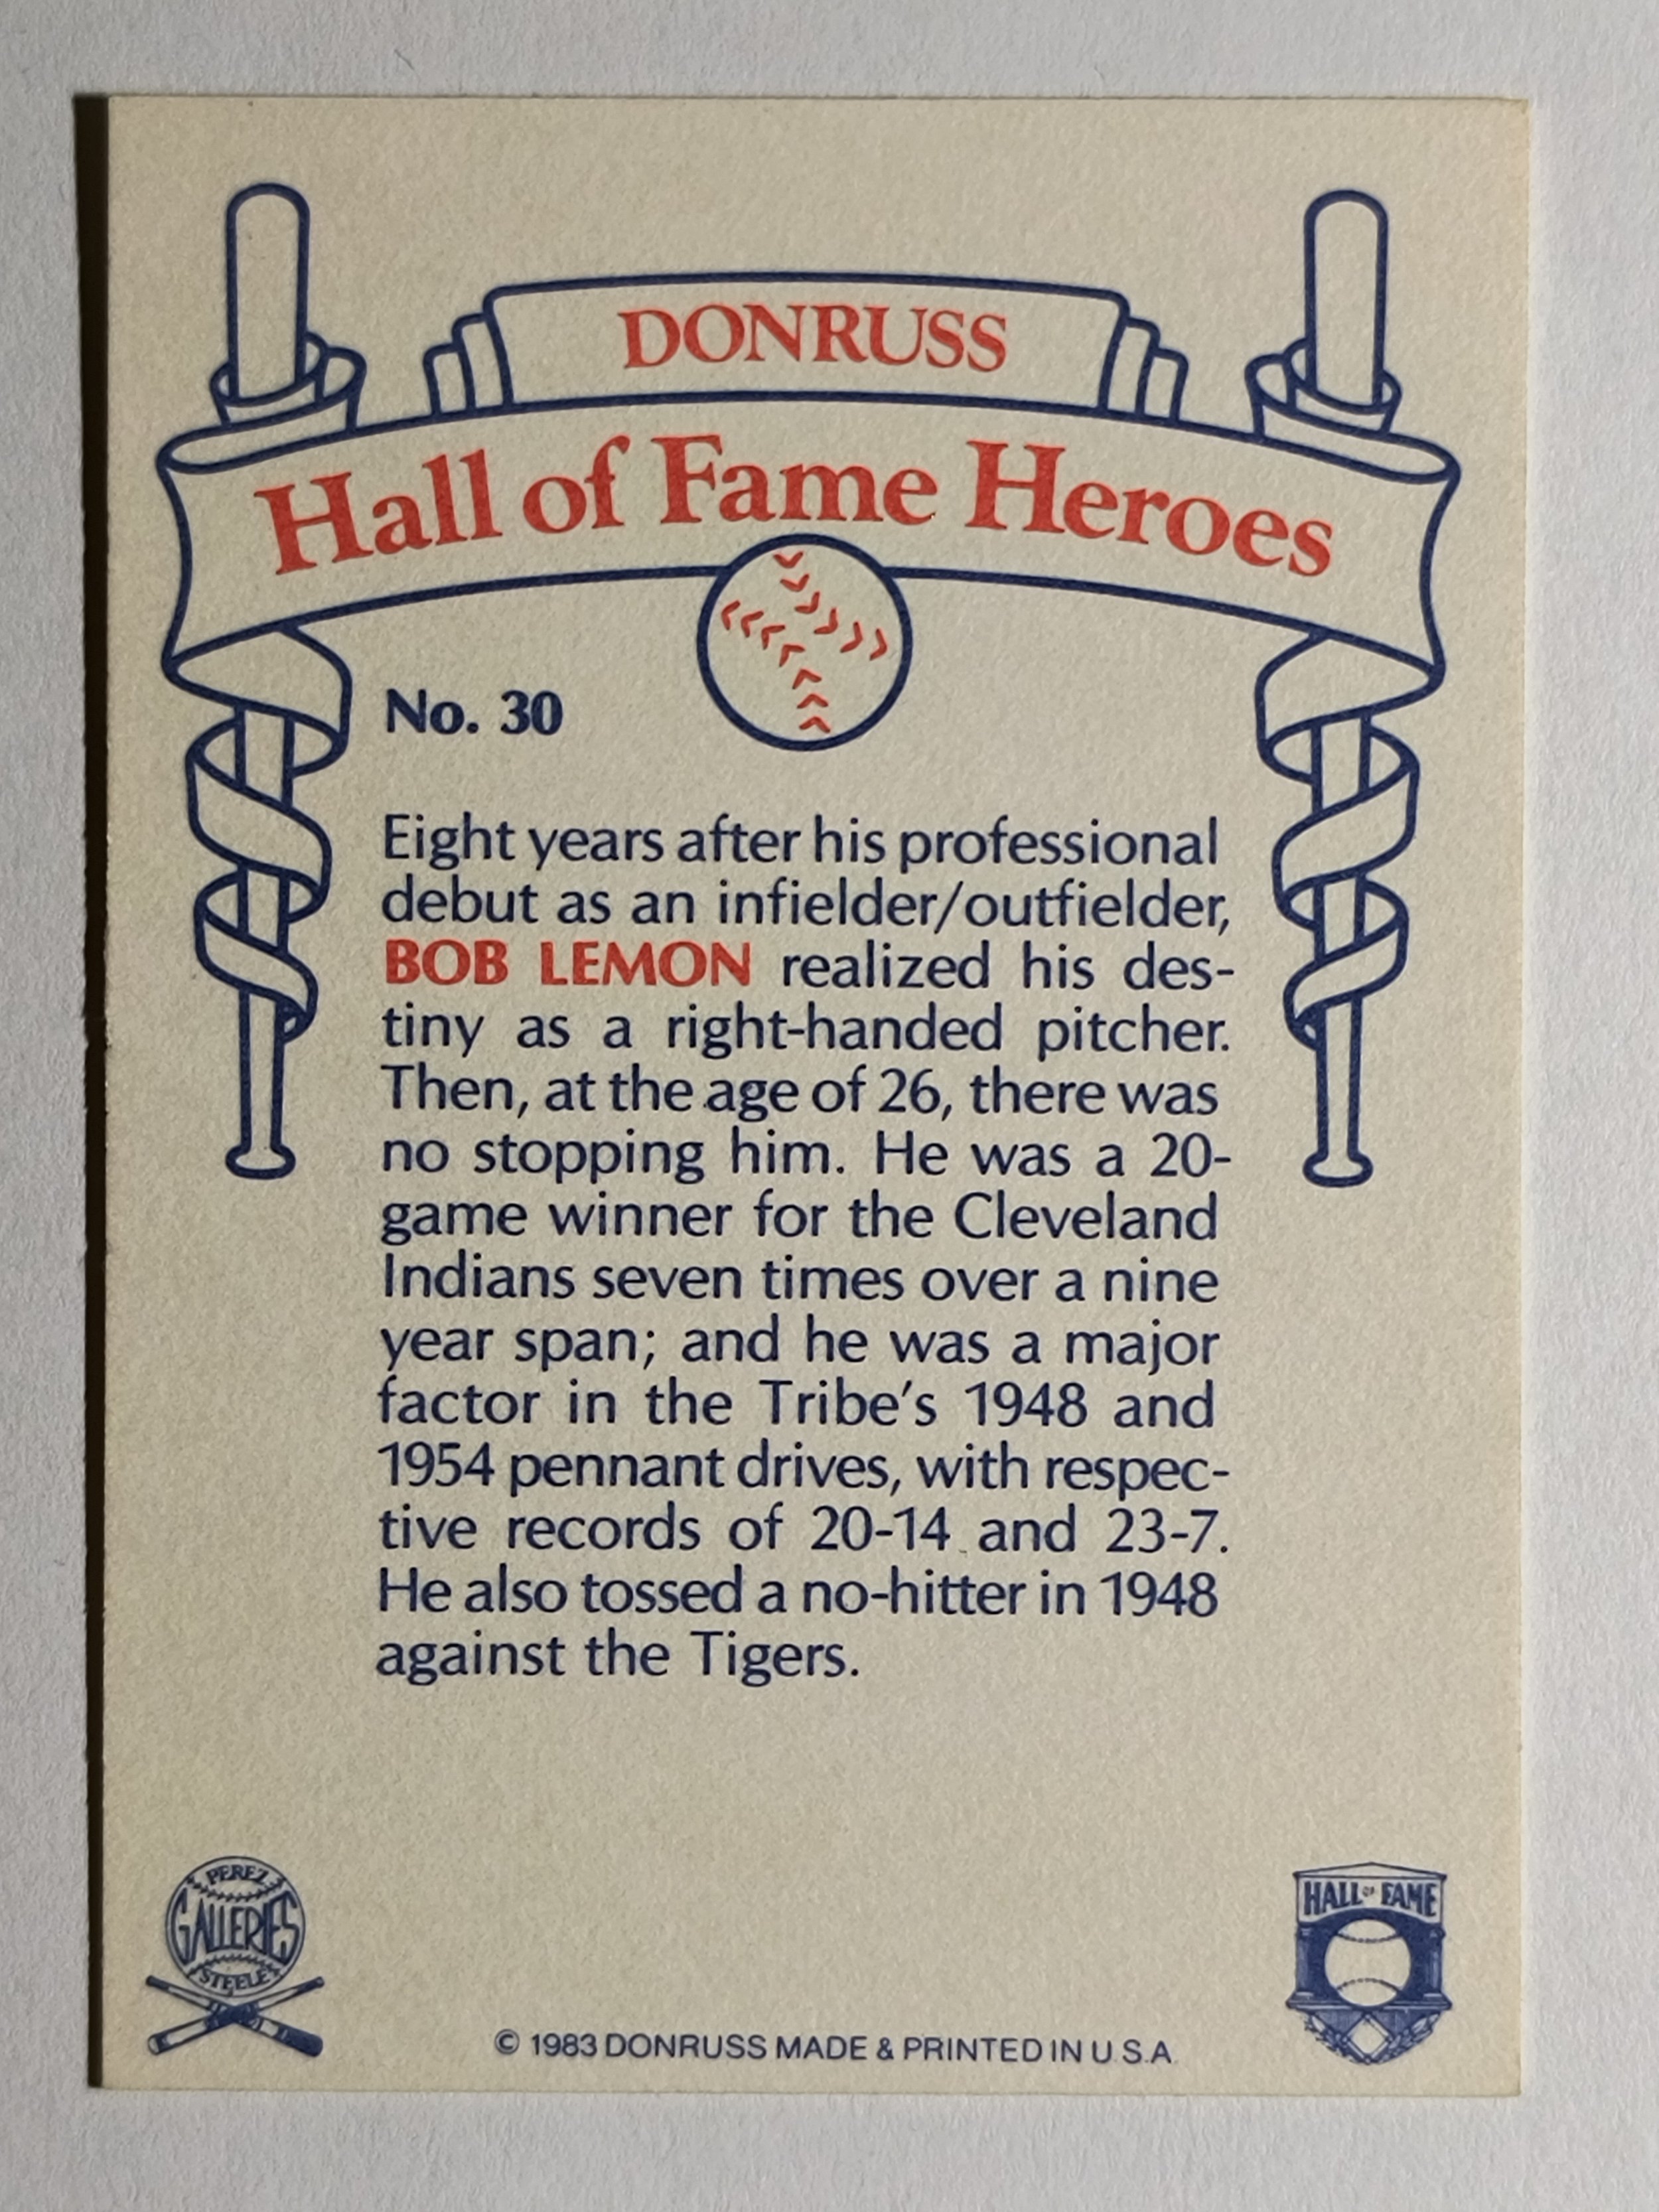 DONRUSS
Hall of Fame Heroes
No. 30
Eight years after his professional
debut as an infielder/outfielder,
BOB LEMON realized his des-
tiny as a right-handed pitcher.
Then, at the age of 26, there was
no stopping him. He was a 20-
game winner for the Cleveland
Indians seven times over a nine
year span; and he was a major
factor in the Tribe's 1948 and
1954 pennant drives, with respec-
tive records of 20-14 and 23-7.
He also tossed a no-hitter in 1948
against the Tigers.
PEREZ
GALLERIES
STEELE
HALL OF FAME
© 1983 DONRUSS MADE & PRINTED IN U.S.A.